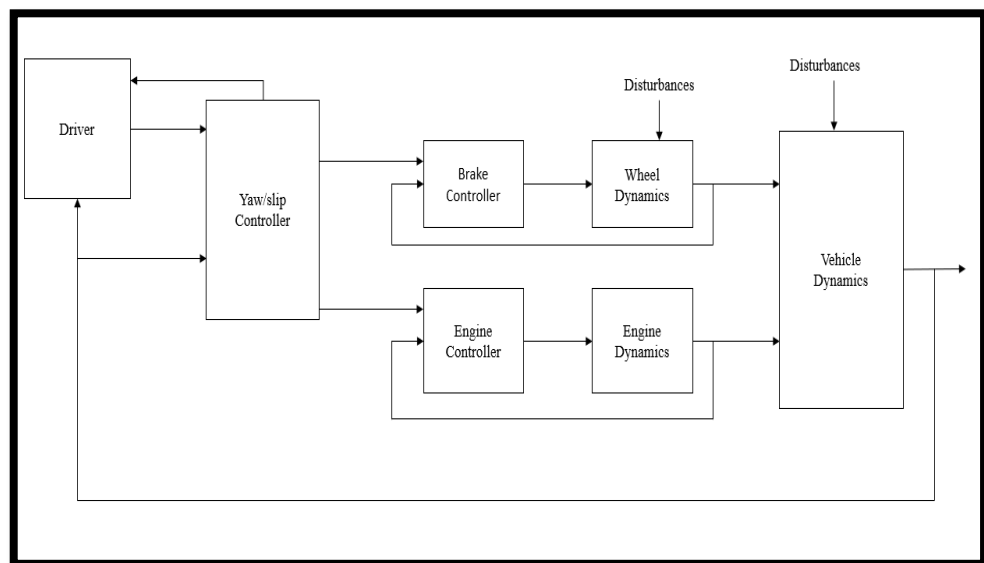 Disturbances
Disturbances
Driver
Brake
Controller
Wheel
Dynamics
Yaw/slip
Controller
Vehicle
Dynamics
Engine
Controller
Engine
Dynamics